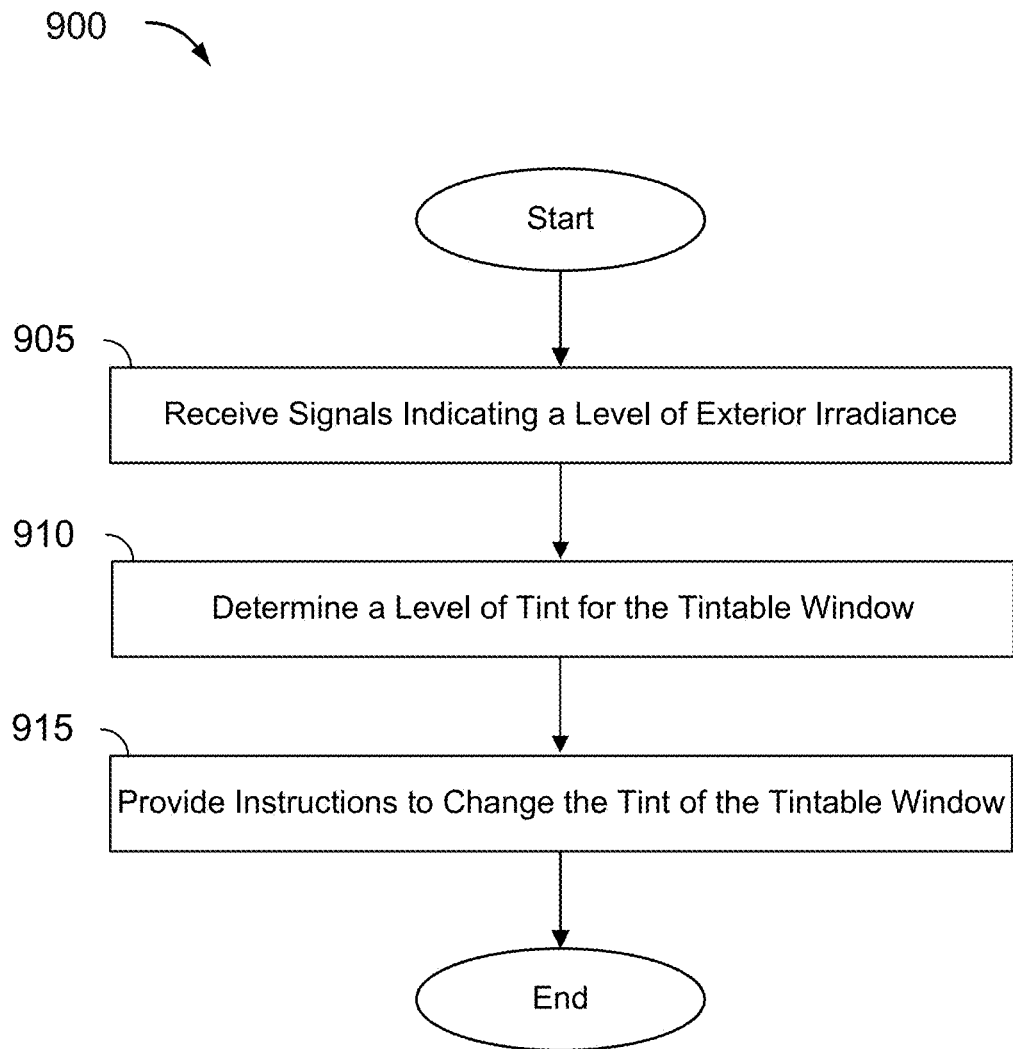 900
Start
905
Receive Signals Indicating a Level of Exterior Irradiance
910
Determine a Level of Tint for the Tintable Window
915
Provide Instructions to Change the Tint of the Tintable Window
End